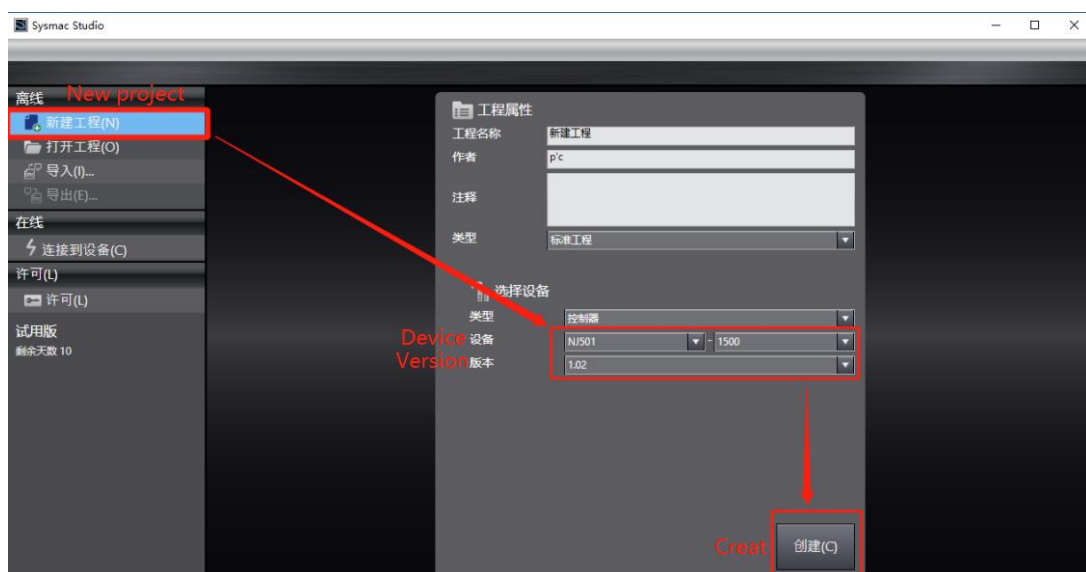 Sysmac Studio
离线 New project
新建工程(N)
打开工程(O)
导入(I)...
导出(E)...
在线
连接到设备(C)
许可(L)
许可(L)
试用版
剩余天数 10
工程属性
工程名称 新建工程
作者 p'c
注释
类型 标准工程
选择设备
类型 控制器
Device 设备 NJ501 - 1500
Version 版本 1.02
Creat 创建(C)